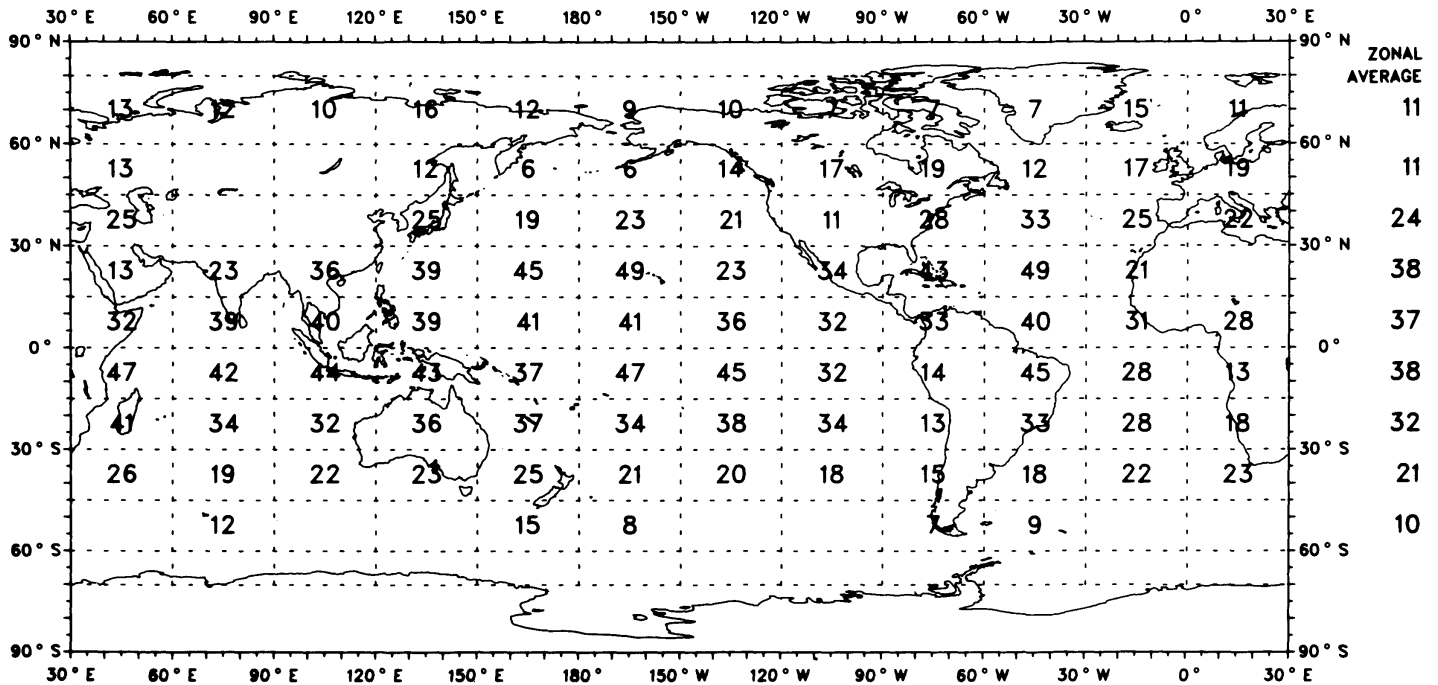 30° E 60° E 90° E 120° E 150° E 180° 150° W 120° W 90° W 60° W 30° W 0° 30° E
90° N 90° N
ZONAL
AVERAGE
13 12 10 16 12 9 10 7 7 15 11 11
60° N 60° N
13 12 6 6 14 17 19 12 17 19 11
25 25 19 23 21 11 28 33 25 22 24
30° N 30° N
13 23 36 39 45 49 23 34 43 49 21 38
32 39 40 39 41 41 36 32 33 40 31 28 37
0° 0°
47 42 44 43 37 47 45 32 14 45 28 13 38
41 34 32 36 37 34 38 34 13 33 28 18 32
30° S 30° S
26 19 22 23 25 21 20 18 15 18 22 23 21
12 15 8 9 10
60° S 60° S
90° S 90° S
30° E 60° E 90° E 120° E 150° E 180° 150° W 120° W 90° W 60° W 30° W 0° 30° E